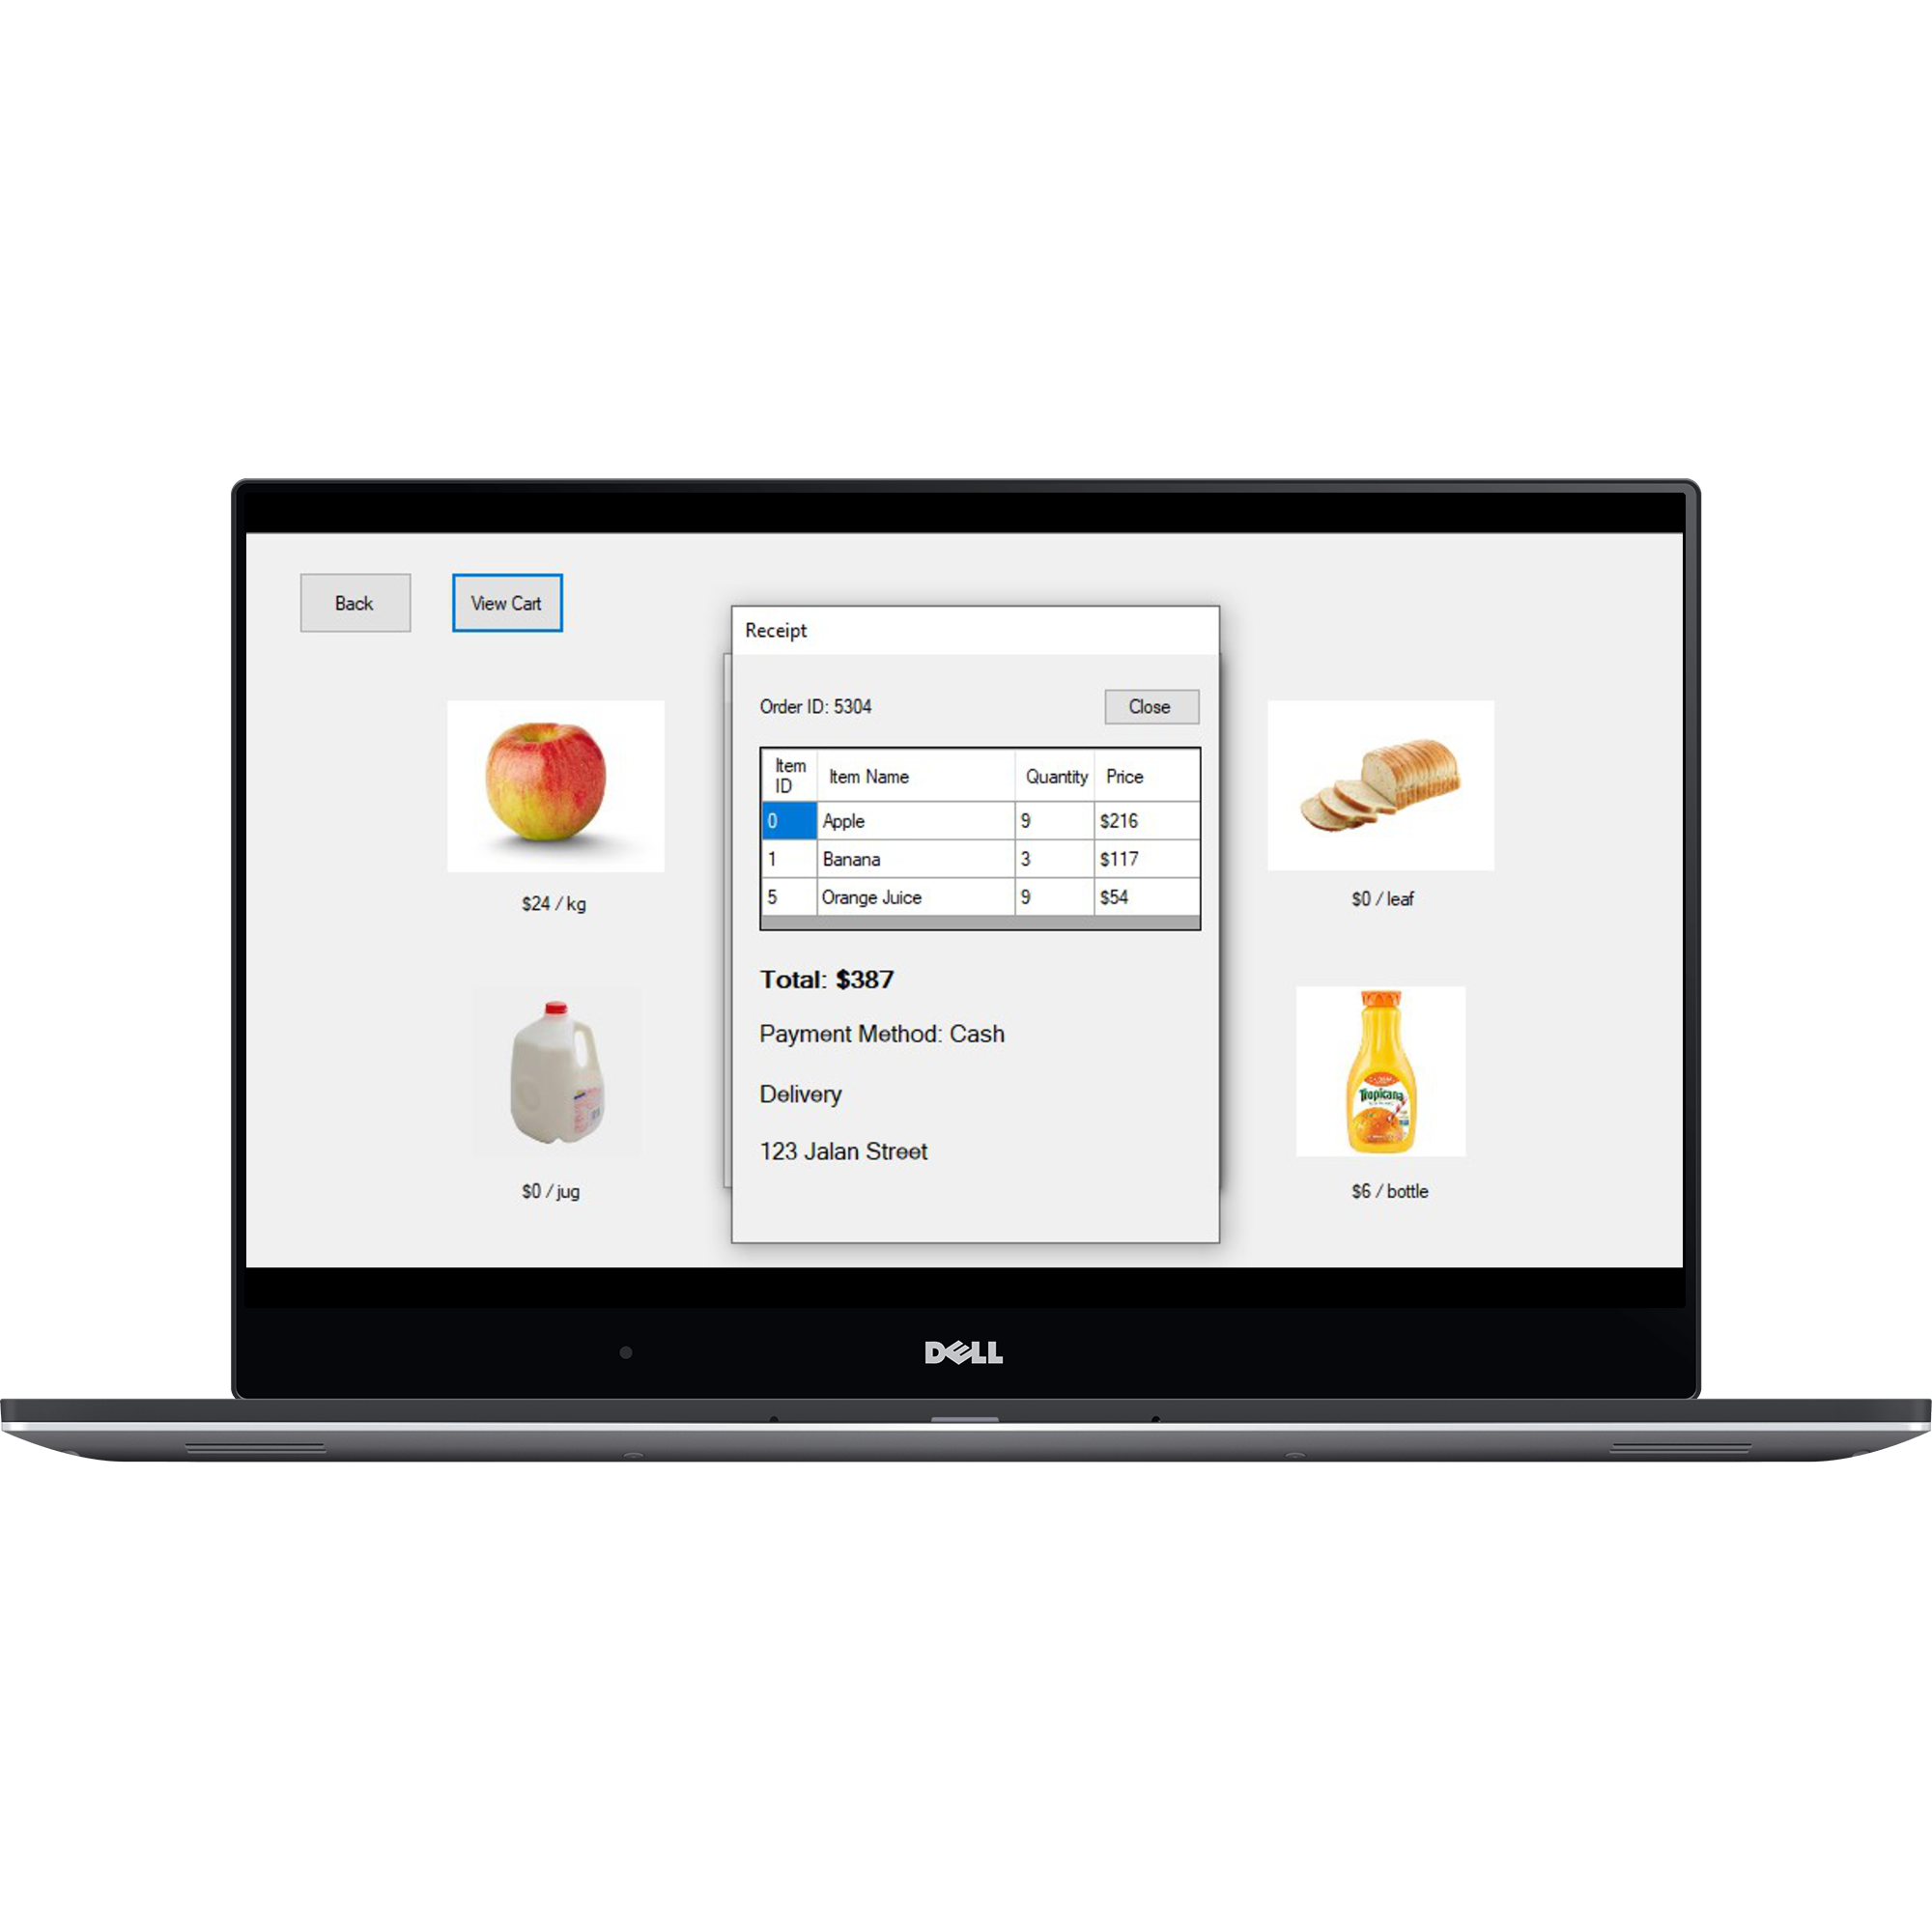 Back
View Cart
Receipt
Order ID: 5304
Close
Item ID
Item Name
Quantity
Price
0
Apple
9
$216
1
Banana
3
$117
5
Orange Juice
9
$54
Total: $387
Payment Method: Cash
Delivery
123 Jalan Street
$24 / kg
$0 / leaf
$0 / jug
Tropicana
$6 / bottle
DELL